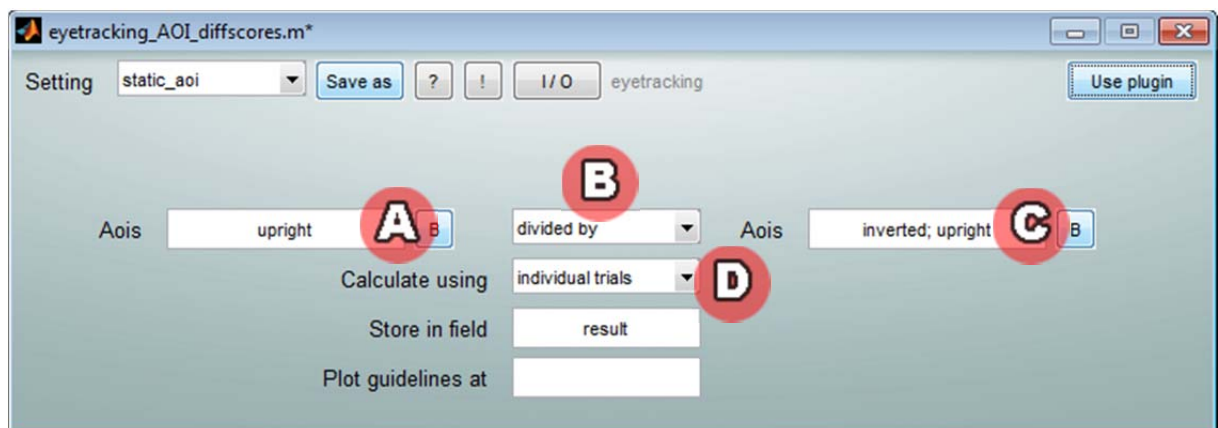 eyetracking_AOI_diffscores.m*
Setting static_aoi Save as ? ! I / O eyetracking Use plugin
B
Aois upright A B divided by Aois inverted; upright C B
Calculate using individual trials D
Store in field result
Plot guidelines at